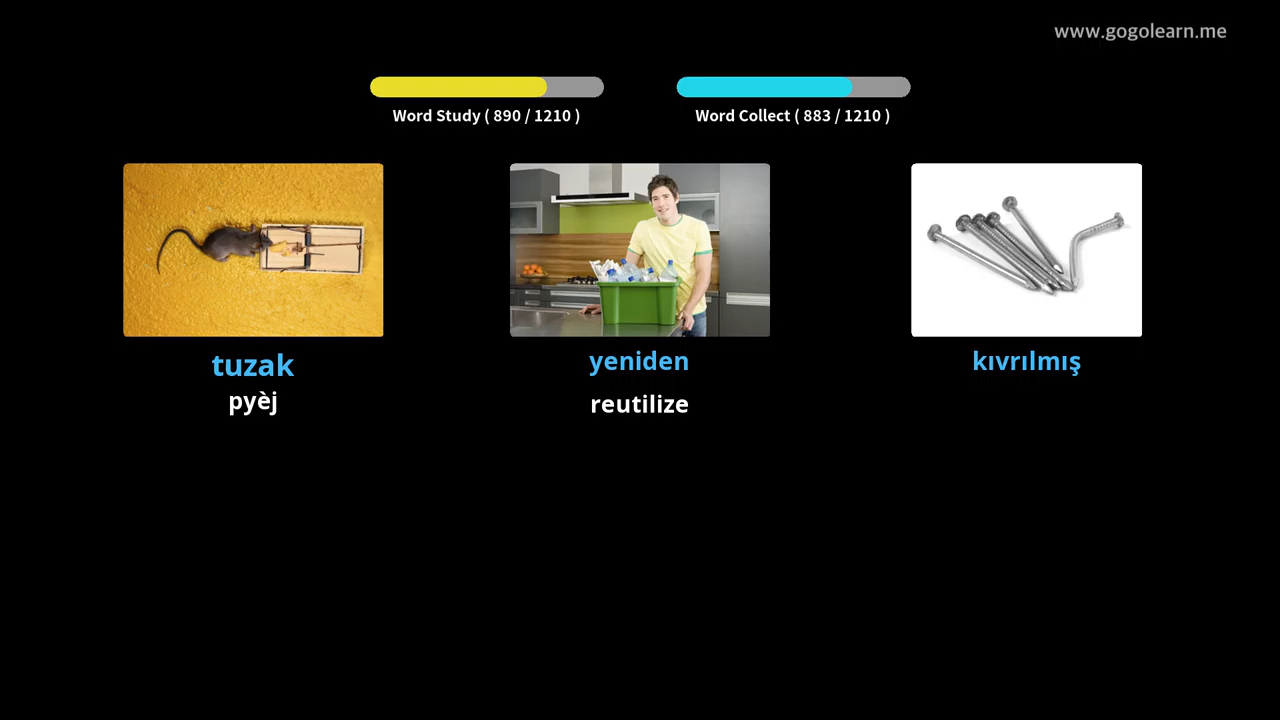 www.gogolearn.me
Word Study ( 890 / 1210 )
Word Collect ( 883 / 1210 )
tuzak
pyèj
yeniden
reutilize
kıvrılmış